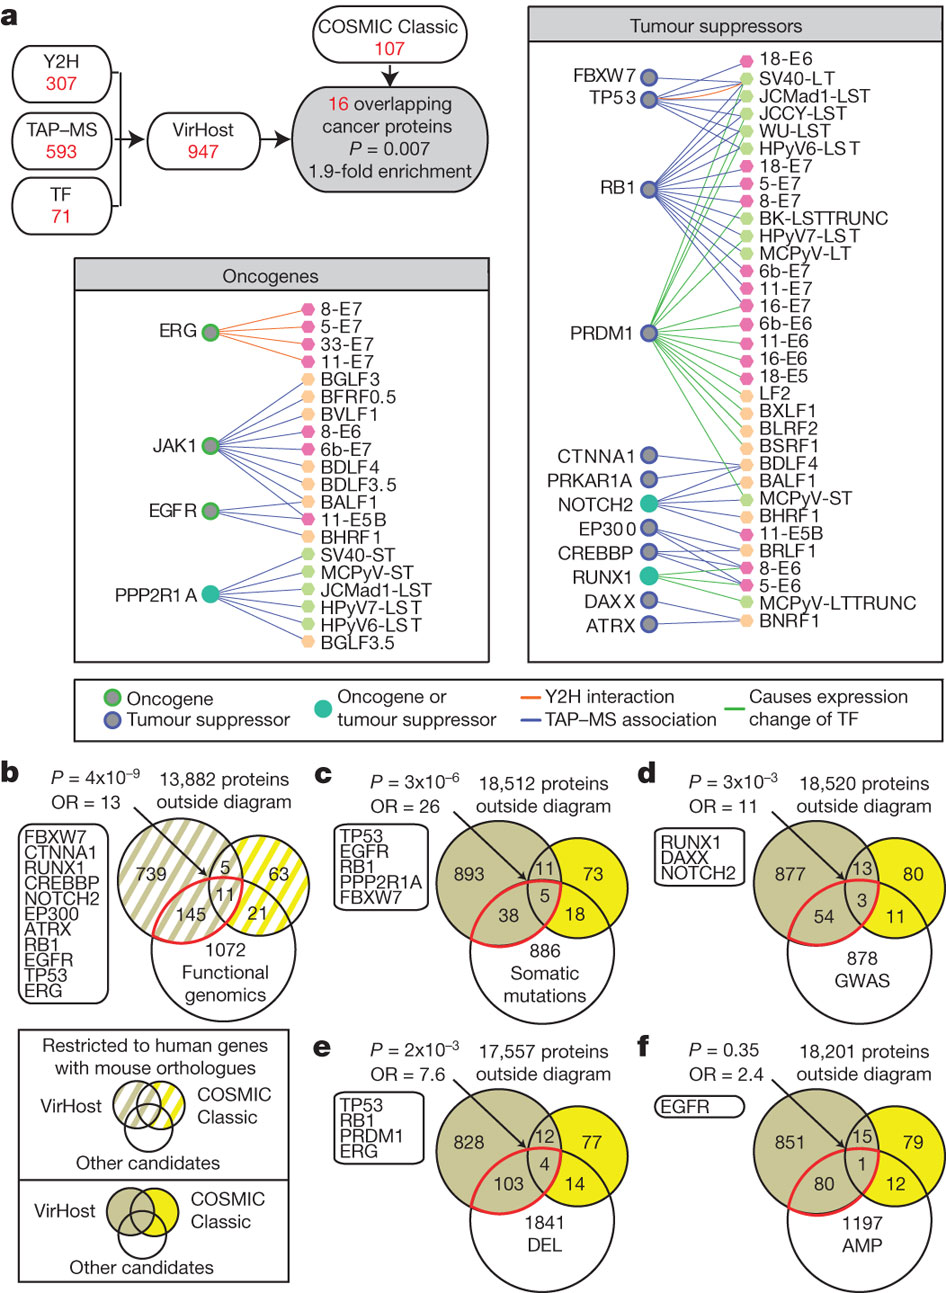 a
Y2H
307
TAP–MS
593
TF
71
VirHost
947
COSMIC Classic
107
16 overlapping
cancer proteins
P = 0.007
1.9-fold enrichment
Oncogenes
ERG
JAK1
EGFR
PPP2R1A
8-E7
5-E7
33-E7
11-E7
BGLF3
BFRF0.5
BVLF1
8-E6
6b-E7
BDLF4
BDLF3.5
BALF1
11-E5B
BHRF1
SV40-ST
MCPyV-ST
JCMad1-LST
HPyV7-LST
HPyV6-LST
BGLF3.5
Tumour suppressors
FBXW7
TP53
RB1
PRDM1
CTNNA1
PRKAR1A
NOTCH2
EP300
CREBBP
RUNX1
DAXX
ATRX
18-E6
SV40-LT
JCMad1-LST
JCCY-LST
WU-LST
HPyV6-LST
18-E7
5-E7
8-E7
BK-LSTTRUNC
HPyV7-LST
MCPyV-LT
6b-E7
11-E7
16-E7
6b-E6
11-E6
16-E6
18-E5
LF2
BXLF1
BLRF2
BSRF1
BDLF4
BALF1
MCPyV-ST
BHRF1
11-E5B
BRLF1
8-E6
5-E6
MCPyV-LTTRUNC
BNRF1
Oncogene
Tumour suppressor
Oncogene or
tumour suppressor
Y2H interaction
TAP–MS association
Causes expression
change of TF
b
P = 4x10–9
OR = 13
13,882 proteins
outside diagram
FBXW7
CTNNA1
RUNX1
CREBBP
NOTCH2
EP300
ATRX
RB1
EGFR
TP53
ERG
739
5
63
11
145
21
1072
Functional
genomics
c
P = 3x10–6
OR = 26
18,512 proteins
outside diagram
TP53
EGFR
RB1
PPP2R1A
FBXW7
893
11
73
5
38
18
886
Somatic
mutations
d
P = 3x10–3
OR = 11
18,520 proteins
outside diagram
RUNX1
DAXX
NOTCH2
877
13
80
3
54
11
878
GWAS
Restricted to human genes
with mouse orthologues
VirHost
COSMIC
Classic
Other candidates
VirHost
COSMIC
Classic
Other candidates
e
P = 2x10–3
OR = 7.6
17,557 proteins
outside diagram
TP53
RB1
PRDM1
ERG
828
12
77
4
103
14
1841
DEL
f
P = 0.35
OR = 2.4
18,201 proteins
outside diagram
EGFR
851
15
79
1
80
12
1197
AMP